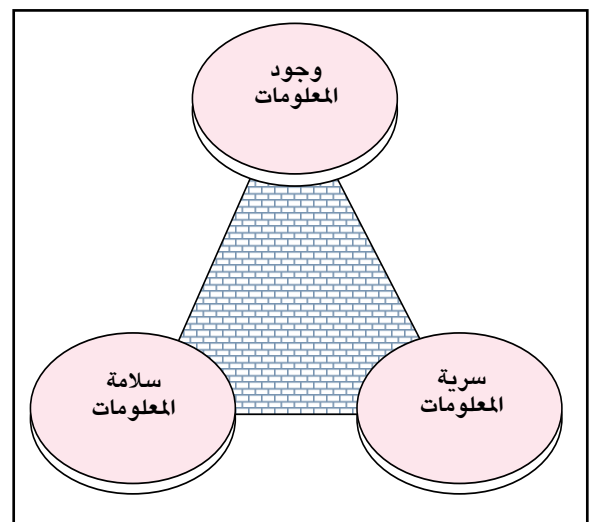 وجود
المعلومات
سرية
المعلومات
سلامة
المعلومات